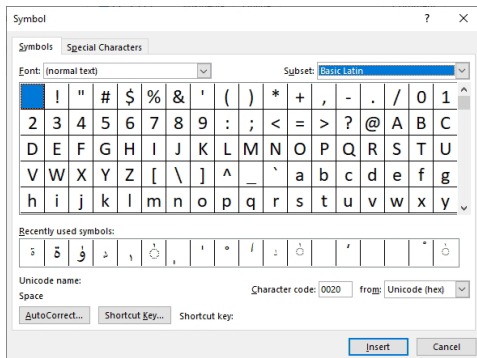 Symbol ? ×
Symbols Special Characters
Font: (normal text) Subset: Basic Latin
! " # $ % & ' ( ) * + , - . / 0 1
2 3 4 5 6 7 8 9 : ; < = > ? @ A B C
D E F G H I J K L M N O P Q R S T U
V W X Y Z [ \ ] ^ _ ` a b c d e f g
h i j k l m n o p q r s t u v w x y
Recently used symbols:
Unicode name:
Space
Character code: 0020 from: Unicode (hex)
AutoCorrect... Shortcut Key... Shortcut key:
Insert Cancel